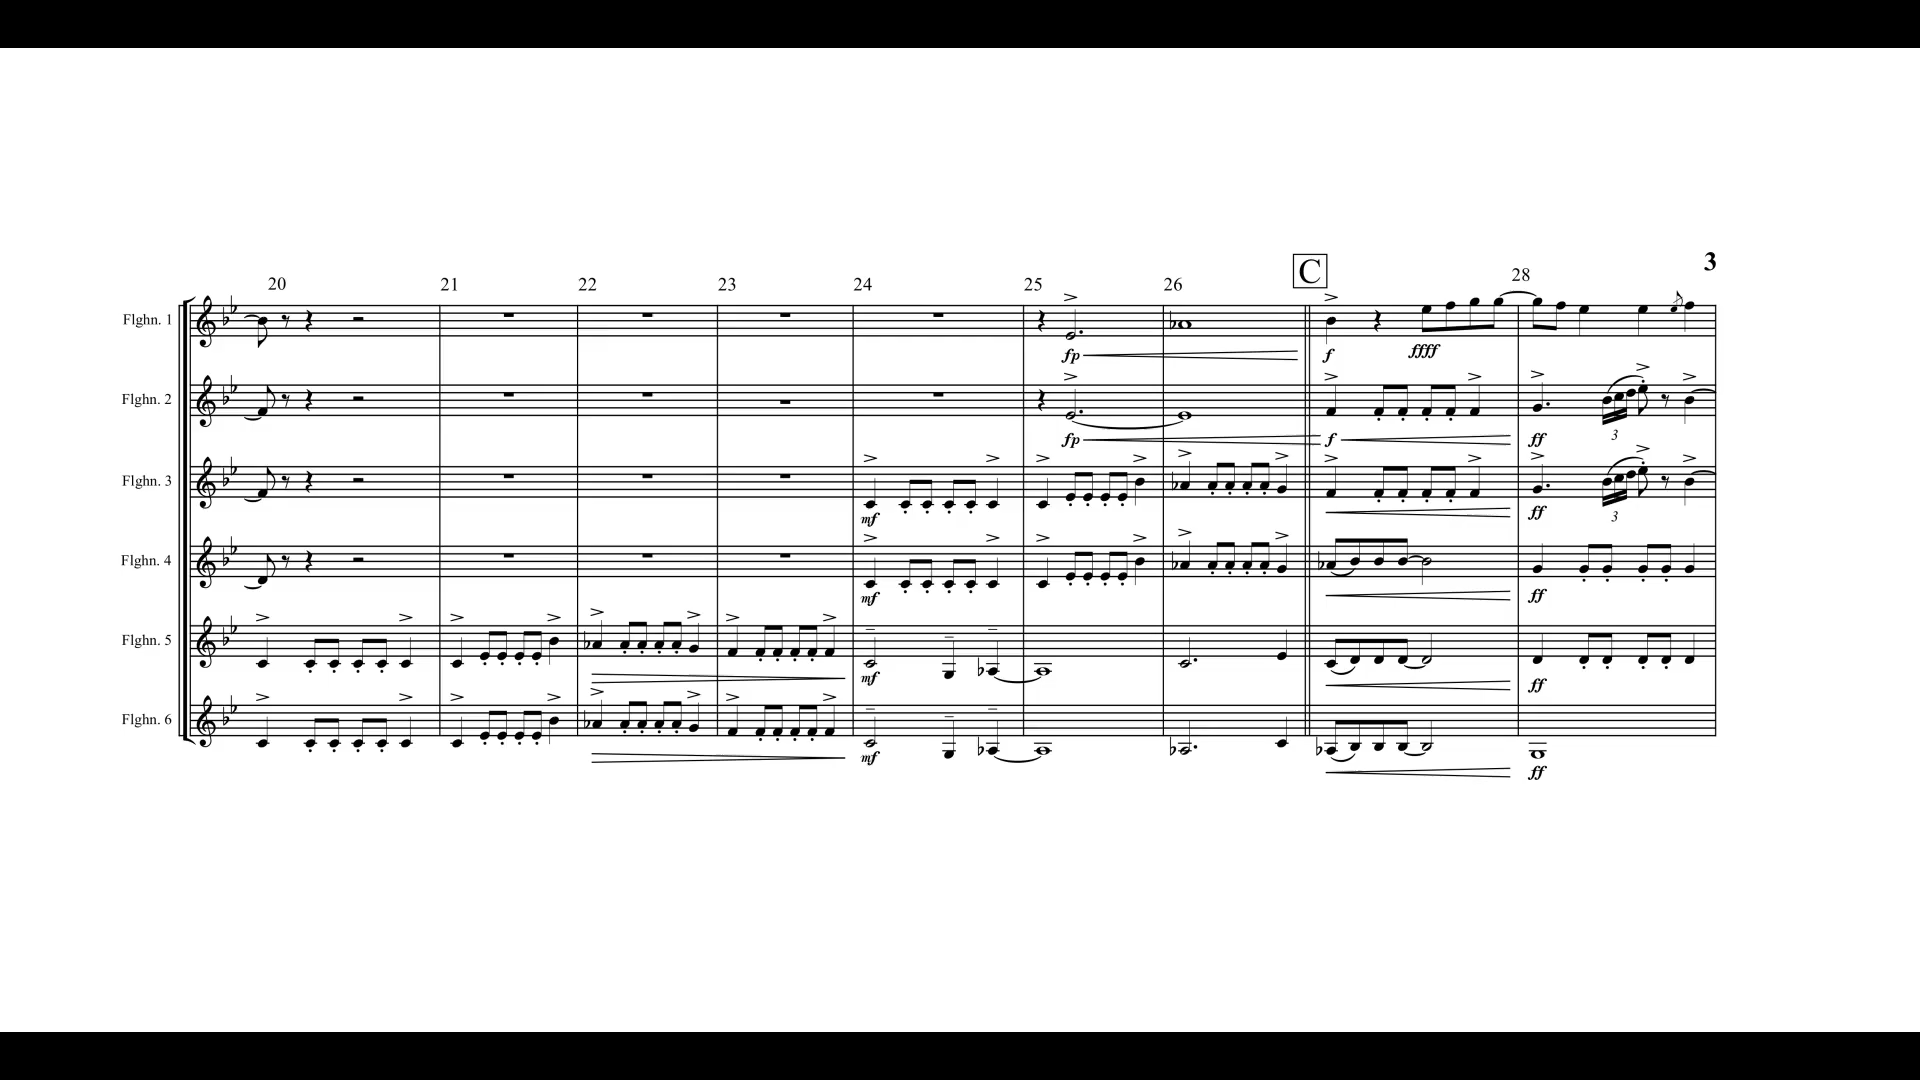 3
C
20 21 22 23 24 25 26 28
Flghn. 1
fp f ffff
Flghn. 2
fp f ff
3
Flghn. 3
mf ff
3
Flghn. 4
mf ff
Flghn. 5
mf ff
Flghn. 6
mf ff